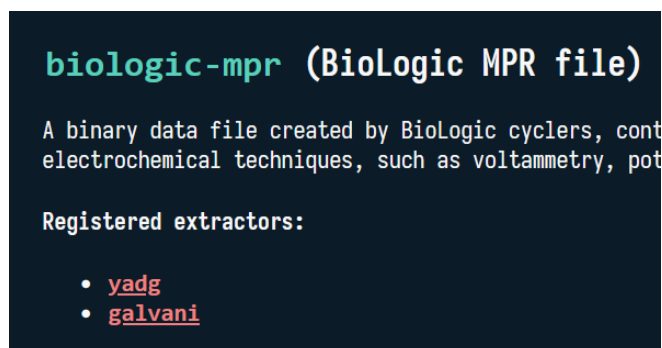 biologic-mpr (BioLogic MPR file)
A binary data file created by BioLogic cyclers, cont
electrochemical techniques, such as voltammetry, pot
Registered extractors:
• yadg
• galvani